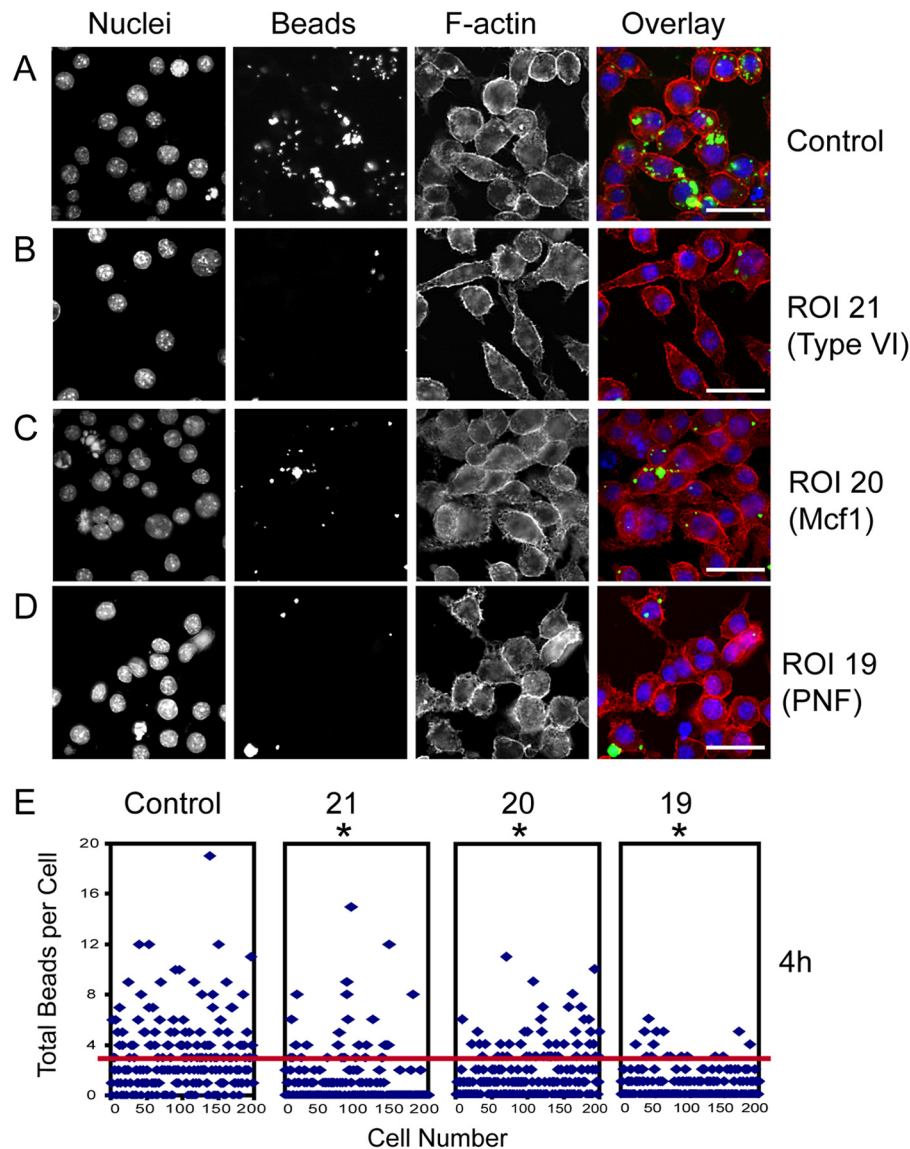 Nuclei Beads F-actin Overlay
A
Control
B
ROI 21
(Type VI)
C
ROI 20
(Mcf1)
D
ROI 19
(PNF)
E Control 21 20 19
* * *
Total Beads per Cell
20
16
12
8
4
0
4h
0 50 100 150 200 0 50 100 150 200 0 50 100 150 200 0 50 100 150 200
Cell Number